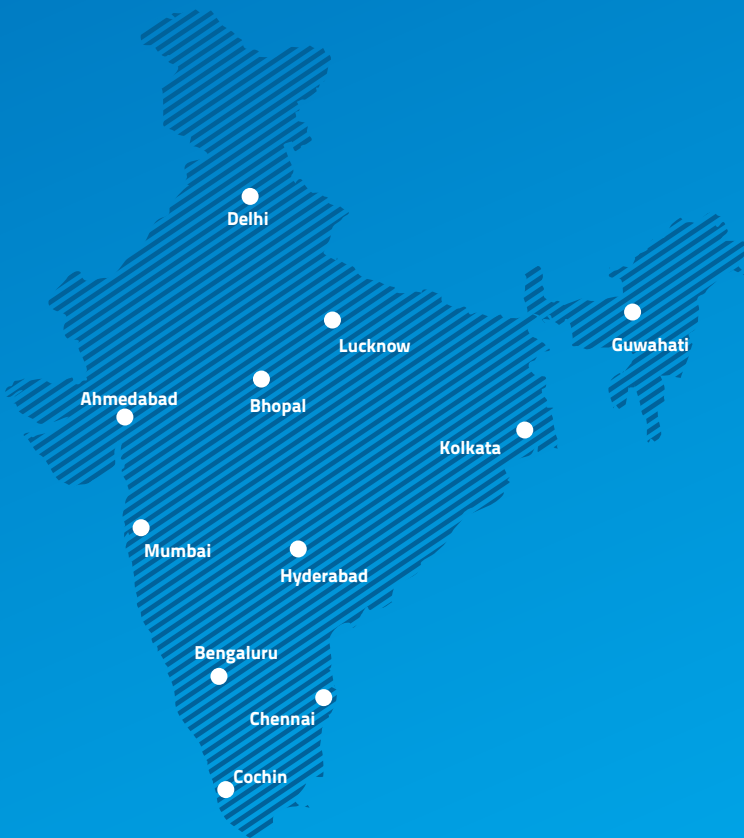 Delhi
Lucknow
Guwahati
Ahmedabad
Bhopal
Kolkata
Mumbai
Hyderabad
Bengaluru
Chennai
Cochin